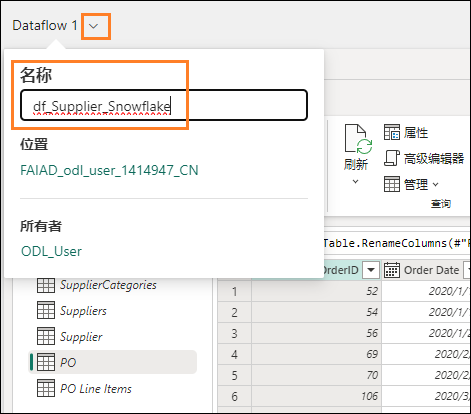 Dataflow 1
名称
df_Supplier_Snowflake
位置
FAIAD_odl_user_1414947_CN
所有者
ODL_User
刷新
属性
高级编辑器
管理
查询
Table.RenameColumns(#"
OrderID
Order Date
1 52 2020/1/
2 54 2020/1/
3 56 2020/1/
4 69 2020/2
5 70 2020/2
6 106 2020/3
SupplierCategories
Suppliers
Supplier
PO
PO Line Items